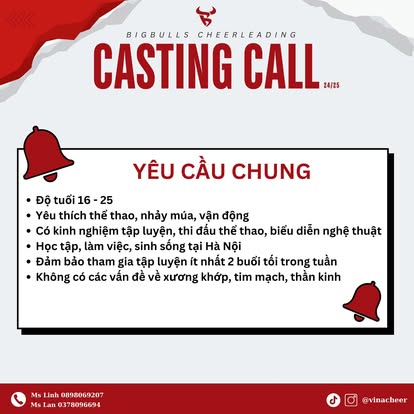 BIGBULLS CHEERLEADING
CASTING CALL 24/25
YÊU CẦU CHUNG
• Độ tuổi 16 - 25
• Yêu thích thể thao, nhảy múa, vận động
• Có kinh nghiệm tập luyện, thi đấu thể thao, biểu diễn nghệ thuật
• Học tập, làm việc, sinh sống tại Hà Nội
• Đảm bảo tham gia tập luyện ít nhất 2 buổi tối trong tuần
• Không có các vấn đề về xương khớp, tim mạch, thần kinh
Ms Linh 0898069207
Ms Lan 0378096694
@vinacheer